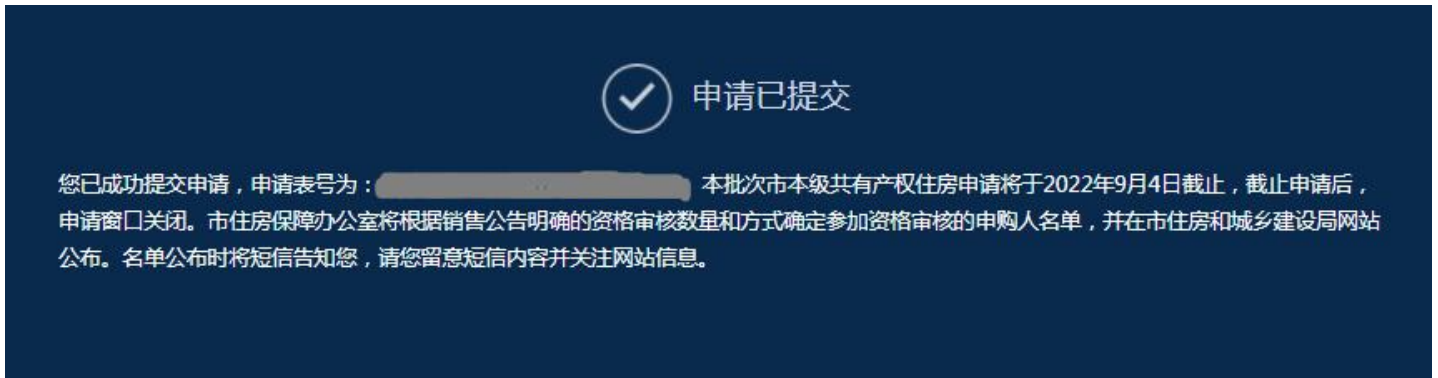 申请已提交
您已成功提交申请，申请表号为： 本批次市本级共有产权住房申请将于2022年9月4日截止，截止申请后，
申请窗口关闭。市住房保障办公室将根据销售公告明确的资格审核数量和方式确定参加资格审核的申购人名单，并在市住房和城乡建设局网站
公布。名单公布时将短信告知您，请您留意短信内容并关注网站信息。